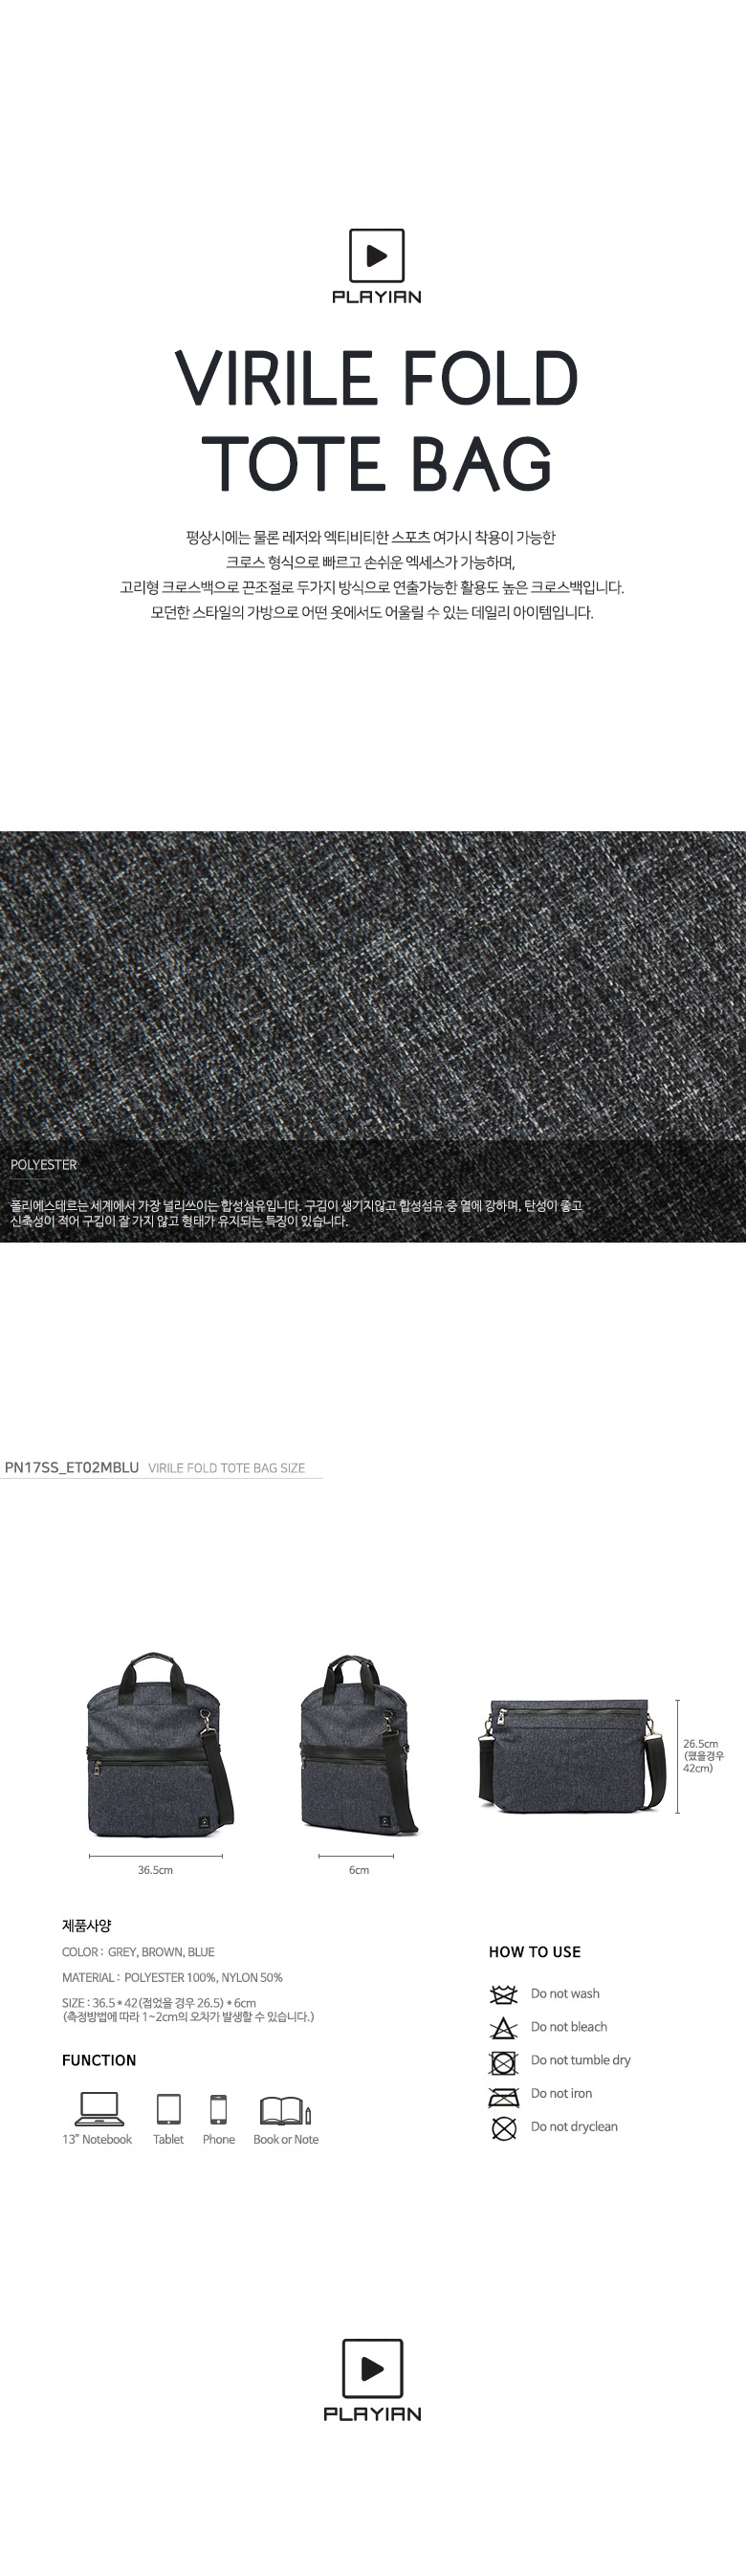 PLAYIAN
VIRILE FOLD
TOTE BAG
평상시에는 물론 레저와 엑티비티한 스포츠 여가시 착용이 가능한
크로스 형식으로 빠르고 손쉬운 엑세스가 가능하며,
고리형 크로스백으로 끈조절로 두가지 방식으로 연출가능한 활용도 높은 크로스백입니다.
모던한 스타일의 가방으로 어떤 옷에서도 어울릴 수 있는 데일리 아이템입니다.
POLYESTER
폴리에스테르는 세계에서 가장 널리쓰이는 합성섬유입니다. 구김이 생기지않고 합성섬유 중 열에 강하며, 탄성이 좋고
신축성이 적어 구김이 잘 가지 않고 형태가 유지되는 특징이 있습니다.
PN17SS_ET02MBLU VIRILE FOLD TOTE BAG SIZE
26.5cm
(폈을경우
42cm)
36.5cm
6cm
제품사양
COLOR : GREY, BROWN, BLUE
MATERIAL : POLYESTER 100%, NYLON 50%
SIZE : 36.5 * 42(접었을 경우 26.5) * 6cm
(측정방법에 따라 1~2cm의 오차가 발생할 수 있습니다.)
FUNCTION
13" Notebook
Tablet
Phone
Book or Note
HOW TO USE
Do not wash
Do not bleach
Do not tumble dry
Do not iron
Do not dryclean
PLAYIAN